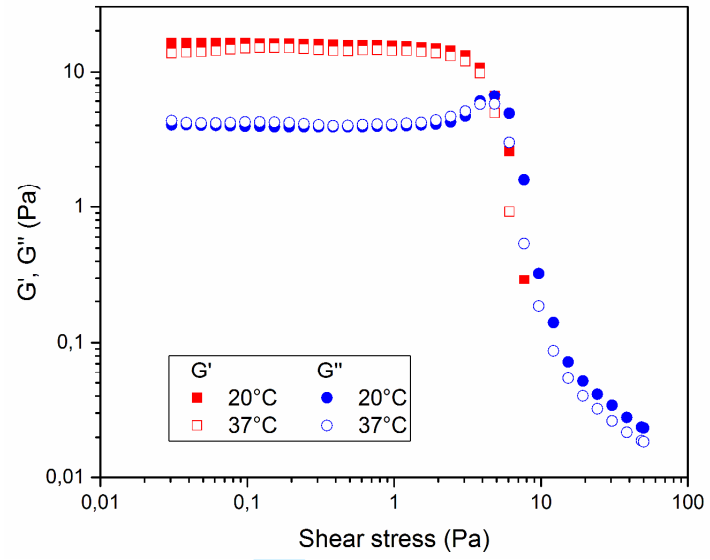 G', G'' (Pa)
10
1
0,1
0,01
G' G''
20°C 20°C
37°C 37°C
0,01 0,1 1 10 100
Shear stress (Pa)